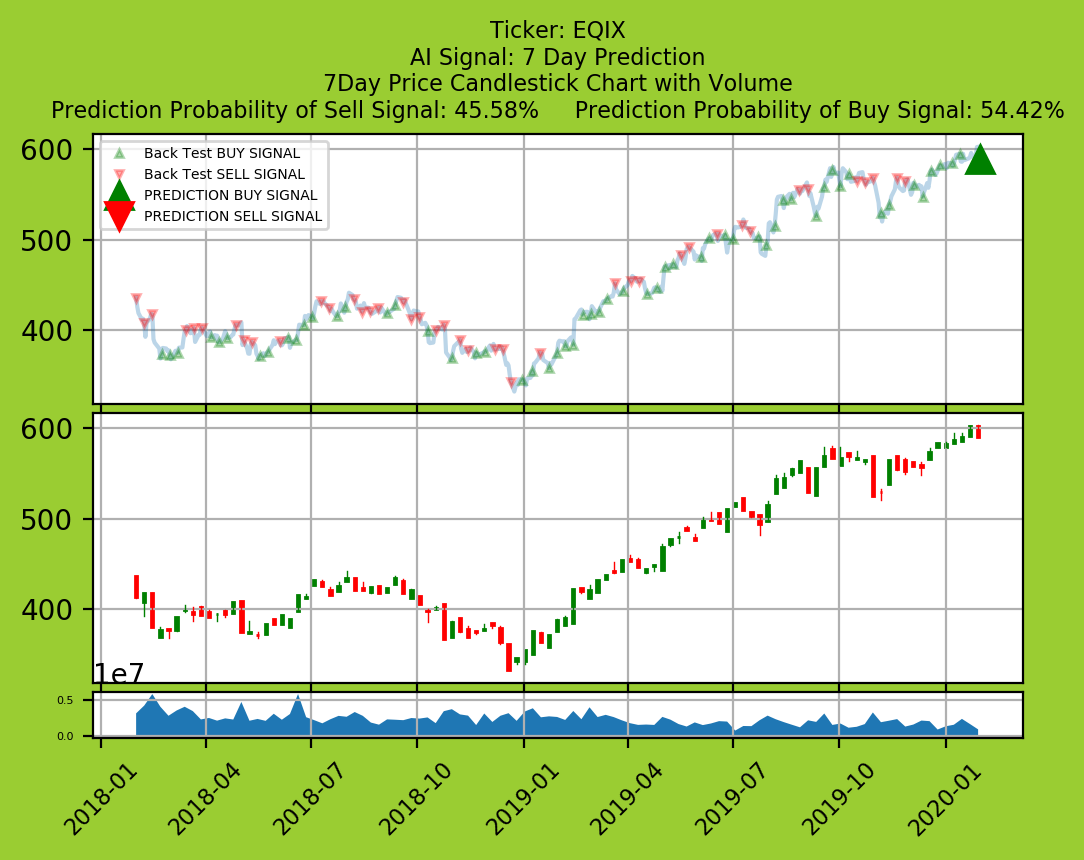 Ticker: EQIX
AI Signal: 7 Day Prediction
7Day Price Candlestick Chart with Volume
Prediction Probability of Sell Signal: 45.58% Prediction Probability of Buy Signal: 54.42%
600
500
400
Back Test BUY SIGNAL
Back Test SELL SIGNAL
PREDICTION BUY SIGNAL
PREDICTION SELL SIGNAL
600
500
400
1e7
0.5
0.0
2018-01
2018-04
2018-07
2018-10
2019-01
2019-04
2019-07
2019-10
2020-01